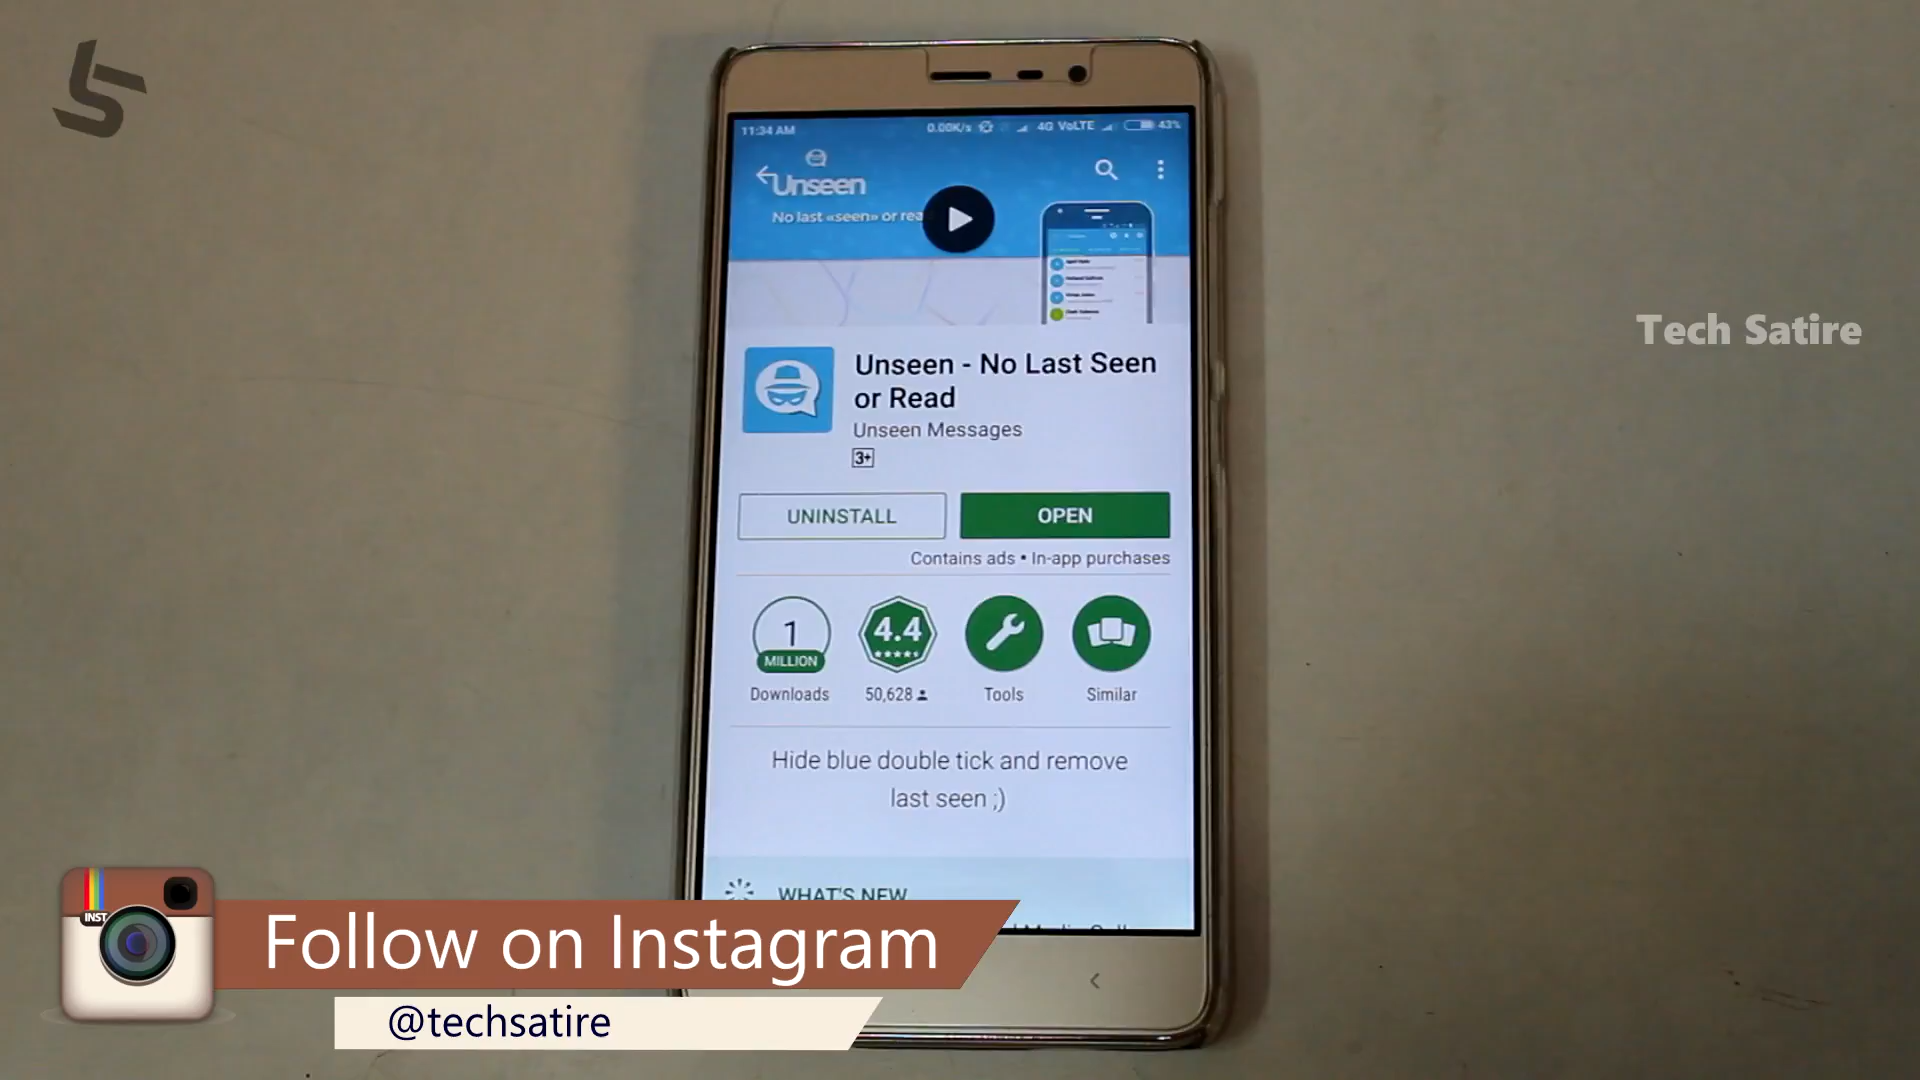 11:34 AM
0.00K/s 4G VoLTE 43%
Unseen
No last «seen» or rea
Tech Satire
Unseen - No Last Seen
or Read
Unseen Messages
3+
UNINSTALL
OPEN
Contains ads • In-app purchases
1
MILLION
4.4
Downloads
50,628
Tools
Similar
Hide blue double tick and remove
last seen ;)
WHAT'S NEW
INST
Follow on Instagram
@techsatire